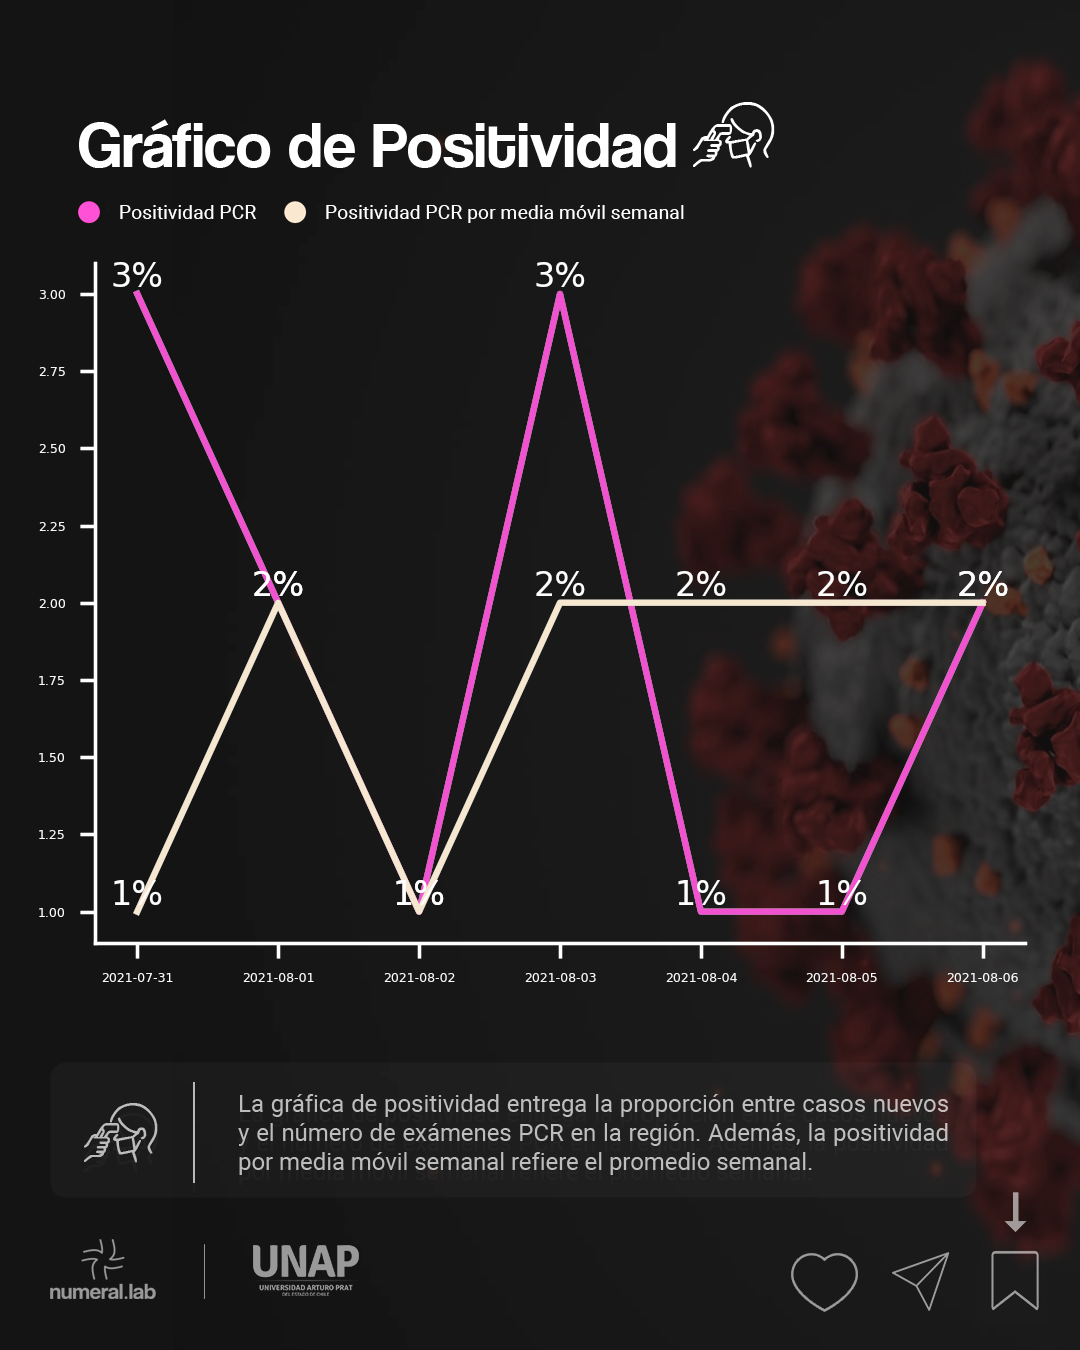 Gráfico de Positividad
Positividad PCR
Positividad PCR por media móvil semanal
3%
3%
3.00
2.75
2.50
2.25
2%
2%
2%
2%
2%
2.00
1.75
1.50
1.25
1%
1%
1%
1%
1.00
2021-07-31
2021-08-01
2021-08-02
2021-08-03
2021-08-04
2021-08-05
2021-08-06
La gráfica de positividad entrega la proporción entre casos nuevos
y el número de exámenes PCR en la región. Además, la positividad
por media móvil semanal refiere el promedio semanal.
numeral.lab
UNAP
UNIVERSIDAD ARTURO PRAT
DEL ESTADO DE CHILE